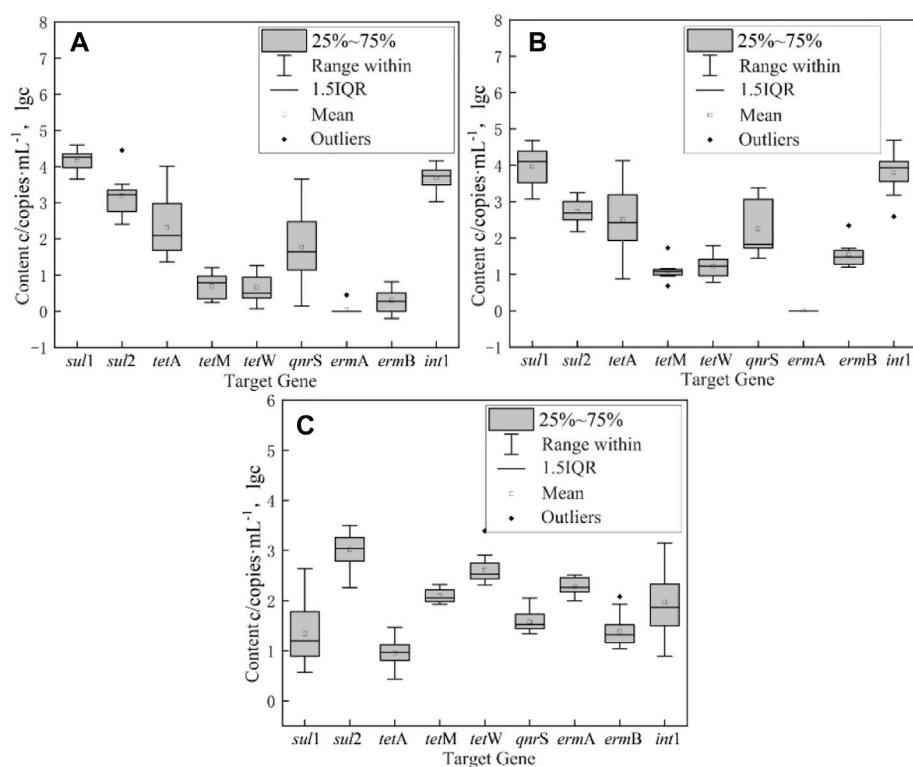 A
8
7
6
5
4
3
2
1
0
−1
Content c/copies·mL⁻¹, lgc
25%~75%
Range within
1.5IQR
Mean
Outliers
sul1 sul2 tetA tetM tetW qnrS ermA ermB int1
Target Gene
B
8
7
6
5
4
3
2
1
0
−1
Content c/copies·mL⁻¹, lgc
25%~75%
Range within
1.5IQR
Mean
Outliers
sul1 sul2 tetA tetM tetW qnrS ermA ermB int1
Target Gene
C
6
5
4
3
2
1
0
Content c/copies·mL⁻¹, lgc
25%~75%
Range within
1.5IQR
Mean
Outliers
sul1 sul2 tetA tetM tetW qnrS ermA ermB int1
Target Gene